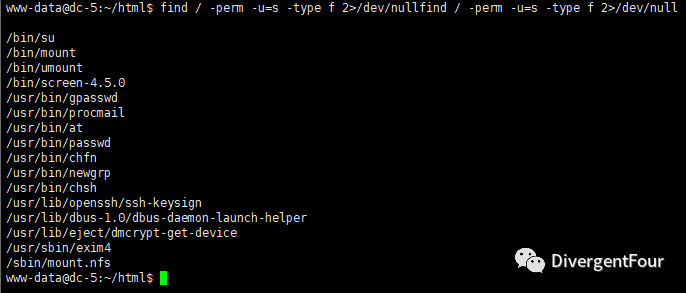 www-data@dc-5:~/html$ find / -perm -u=s -type f 2>/dev/nullfind / -perm -u=s -type f 2>/dev/null
/bin/su
/bin/mount
/bin/umount
/bin/screen-4.5.0
/usr/bin/gpasswd
/usr/bin/procmail
/usr/bin/at
/usr/bin/passwd
/usr/bin/chfn
/usr/bin/newgrp
/usr/bin/chsh
/usr/lib/openssh/ssh-keysign
/usr/lib/dbus-1.0/dbus-daemon-launch-helper
/usr/lib/eject/dmcrypt-get-device
/usr/sbin/exim4
/sbin/mount.nfs
www-data@dc-5:~/html$
DivergentFour